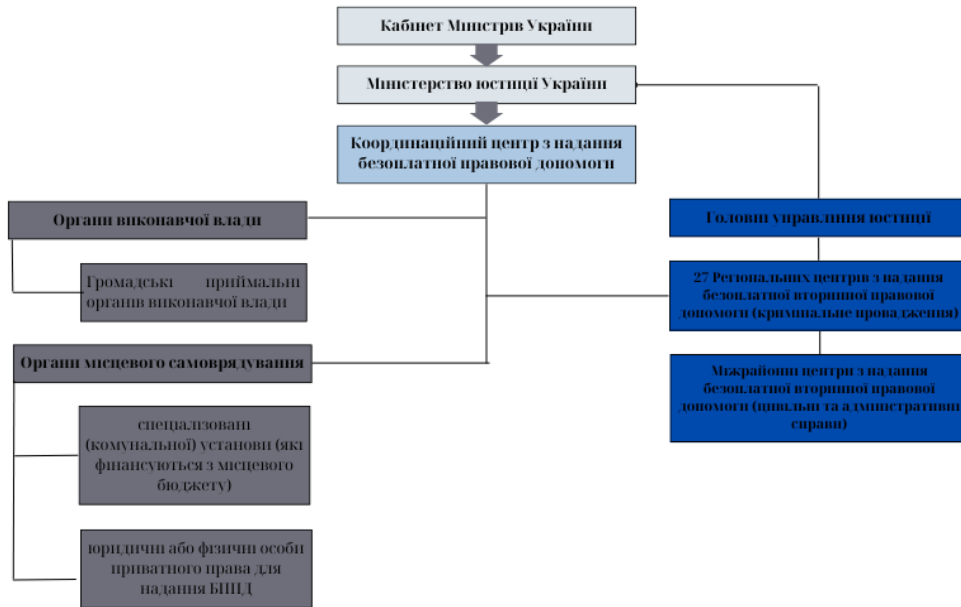 Кабінет Міністрів України
Міністерство юстиції України
Координаційний центр з надання
безоплатної правової допомоги
Органи виконавчої влади
Громадські приймальні
органів виконавчої влади
Органи місцевого самоврядування
спеціалізовані
(комунальної) установи (які
фінансуються з місцевого
бюджету)
юридичні або фізичні особи
приватного права для
надання БППД
Головні управління юстиції
27 Регіональних центрів з надання
безоплатної вторинної правової
допомоги (кримінальне провадження)
Міжрайонні центри з надання
безоплатної вторинної правової
допомоги (цивільні та адміністративні
справи)